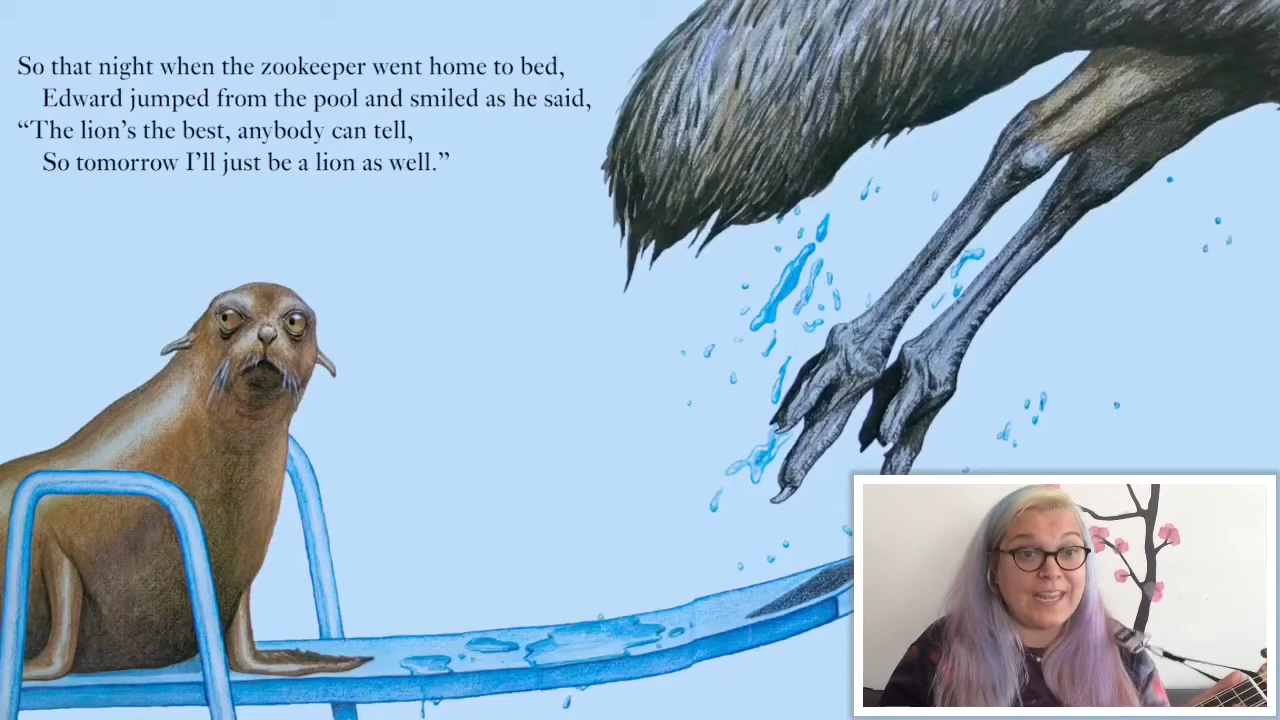 So that night when the zookeeper went home to bed,
Edward jumped from the pool and smiled as he said,
“The lion’s the best, anybody can tell,
So tomorrow I’ll just be a lion as well.”